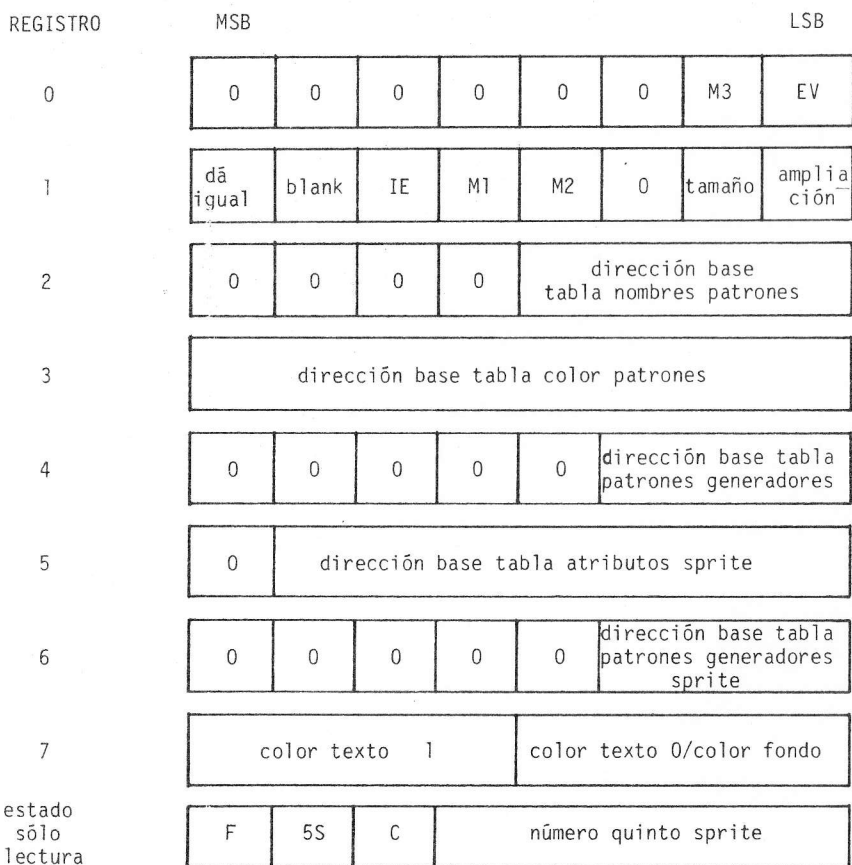 REGISTRO MSB LSB
0 0 0 0 0 0 0 M3 EV
1 dá igual blank IE M1 M2 0 tamaño amplia ción
2 0 0 0 0 dirección base tabla nombres patrones
3 dirección base tabla color patrones
4 0 0 0 0 0 dirección base tabla patrones generadores
5 0 dirección base tabla atributos sprite
6 0 0 0 0 0 dirección base tabla patrones generadores sprite
7 color texto 1 color texto 0/color fondo
estado sólo lectura F 5S C número quinto sprite